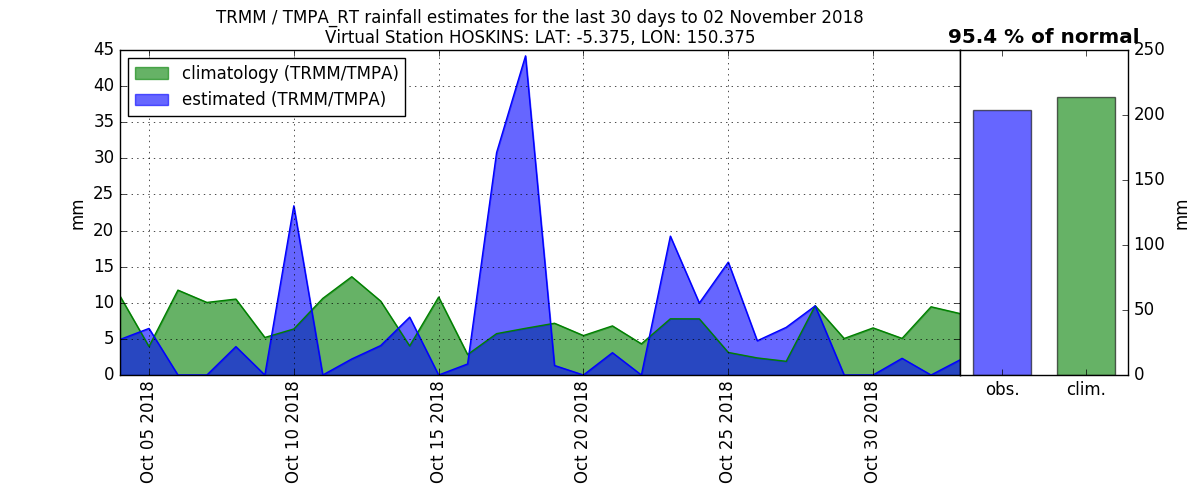 TRMM / TMPA_RT rainfall estimates for the last 30 days to 02 November 2018
Virtual Station HOSKINS: LAT: -5.375, LON: 150.375
95.4 % of normal
climatology (TRMM/TMPA)
estimated (TRMM/TMPA)
mm
45
40
35
30
25
20
15
10
5
0
Oct 05 2018
Oct 10 2018
Oct 15 2018
Oct 20 2018
Oct 25 2018
Oct 30 2018
250
200
150
100
50
0
mm
obs.
clim.